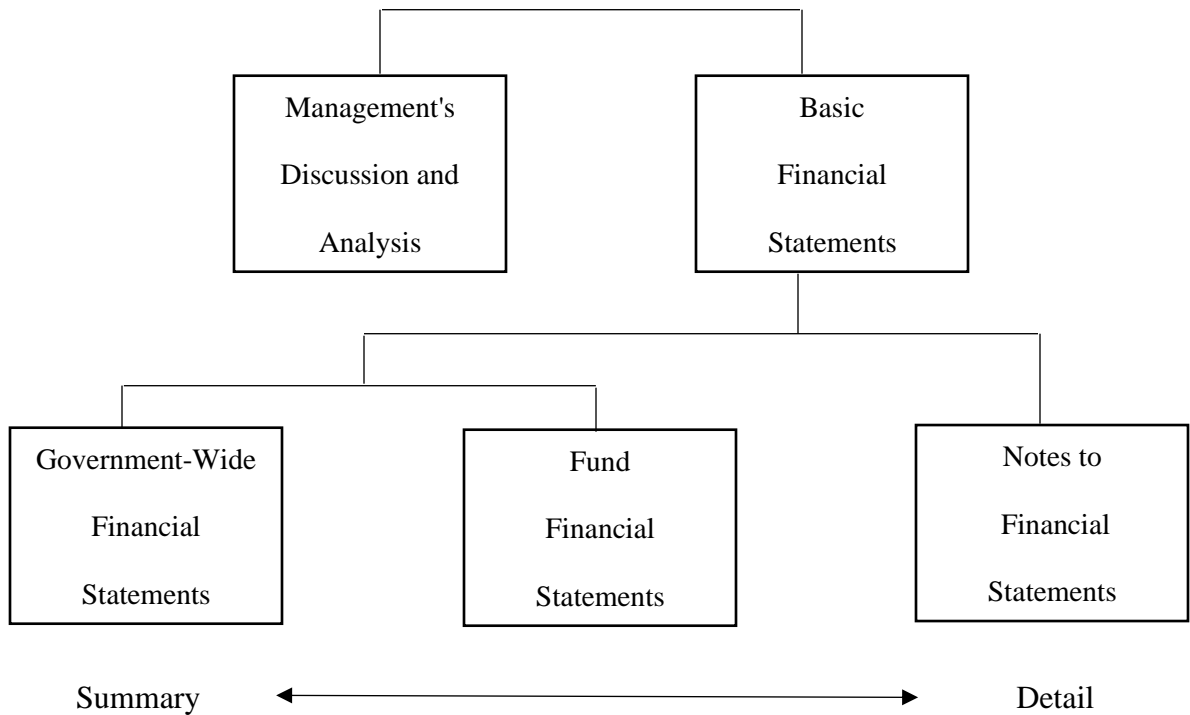 Management's
Discussion and
Analysis
Basic
Financial
Statements
Government-Wide
Financial
Statements
Fund
Financial
Statements
Notes to
Financial
Statements
Summary
Detail